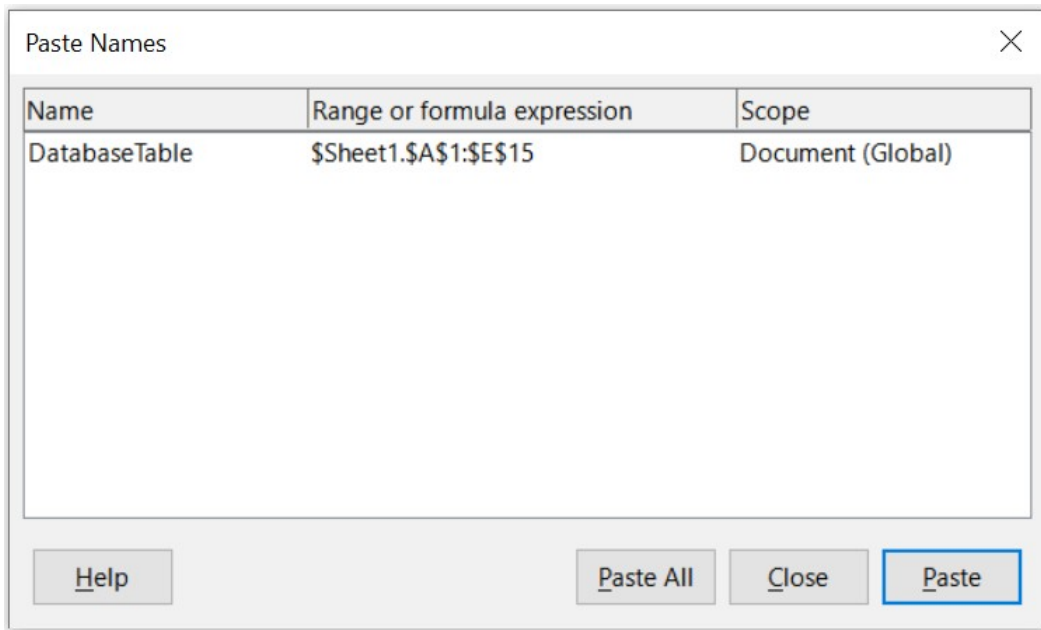 Paste Names
Name Range or formula expression Scope
DatabaseTable $Sheet1.$A$1:$E$15 Document (Global)
Help Paste All Close Paste